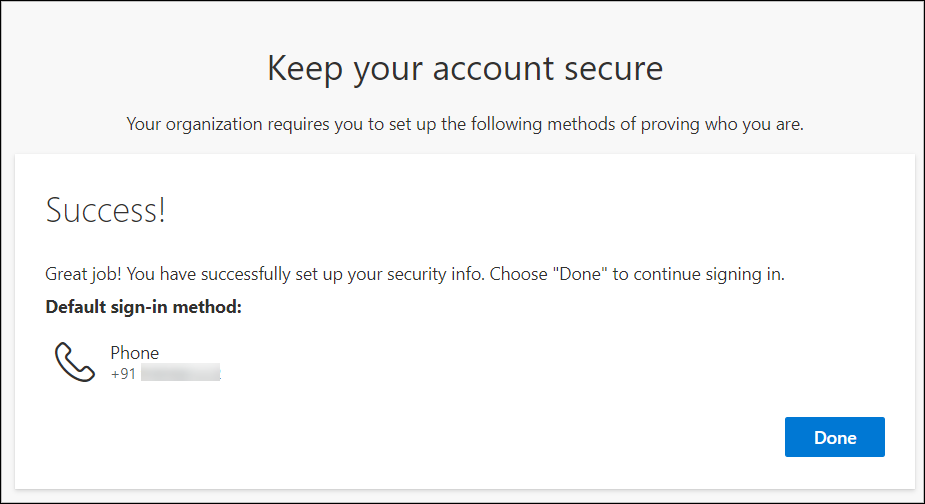 Keep your account secure
Your organization requires you to set up the following methods of proving who you are.
Success!
Great job! You have successfully set up your security info. Choose "Done" to continue signing in.
Default sign-in method:
Phone
+91
Done